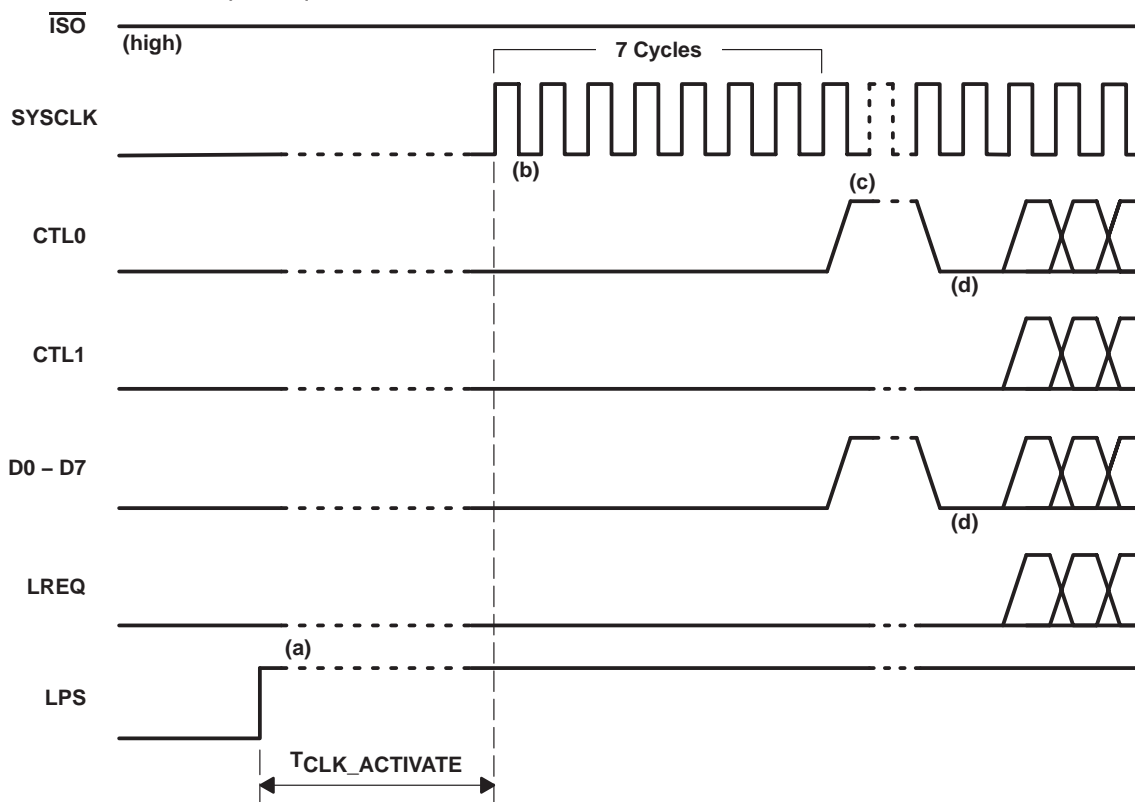 ISO
(high)
7 Cycles
SYSCLK
(b)
(c)
CTL0
(d)
CTL1
D0 – D7
(d)
LREQ
(a)
LPS
TCLK_ACTIVATE